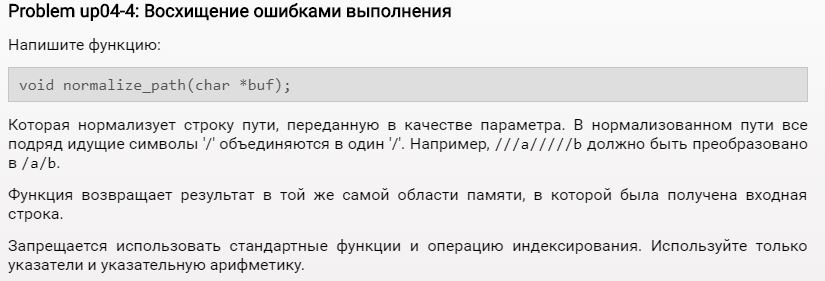 Problem up04-4: Восхищение ошибками выполнения
Напишите функцию:
void normalize_path(char *buf);
Которая нормализует строку пути, переданную в качестве параметра. В нормализованном пути все
подряд идущие символы '/' объединяются в один '/'. Например, ///a/////b должно быть преобразовано
в /a/b.
Функция возвращает результат в той же самой области памяти, в которой была получена входная
строка.
Запрещается использовать стандартные функции и операцию индексирования. Используйте только
указатели и указательную арифметику.